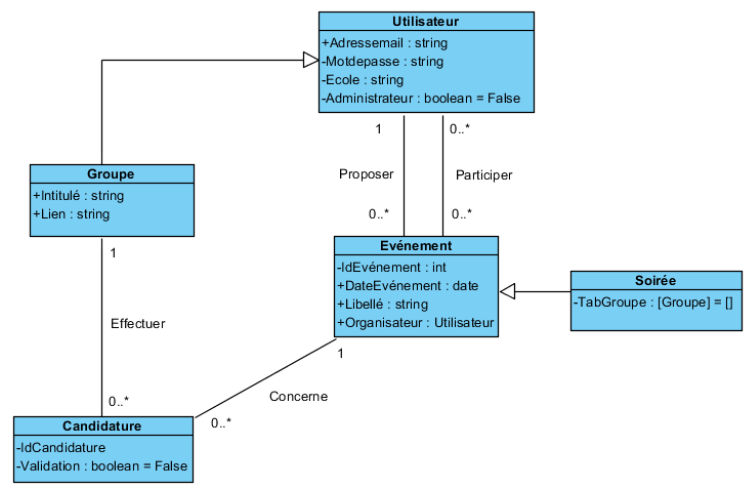 Utilisateur
+Adressemail : string
-Motdepasse : string
-Ecole : string
-Administrateur : boolean = False
1
0..*
Groupe
+Intitulé : string
+Lien : string
Proposer
Participer
0..*
0..*
1
Evénement
-IdEvénement : int
+DateEvénement : date
+Libellé : string
+Organisateur : Utilisateur
Soirée
-TabGroupe : [Groupe] = []
Effectuer
1
Concerne
0..*
0..*
Candidature
-IdCandidature
-Validation : boolean = False